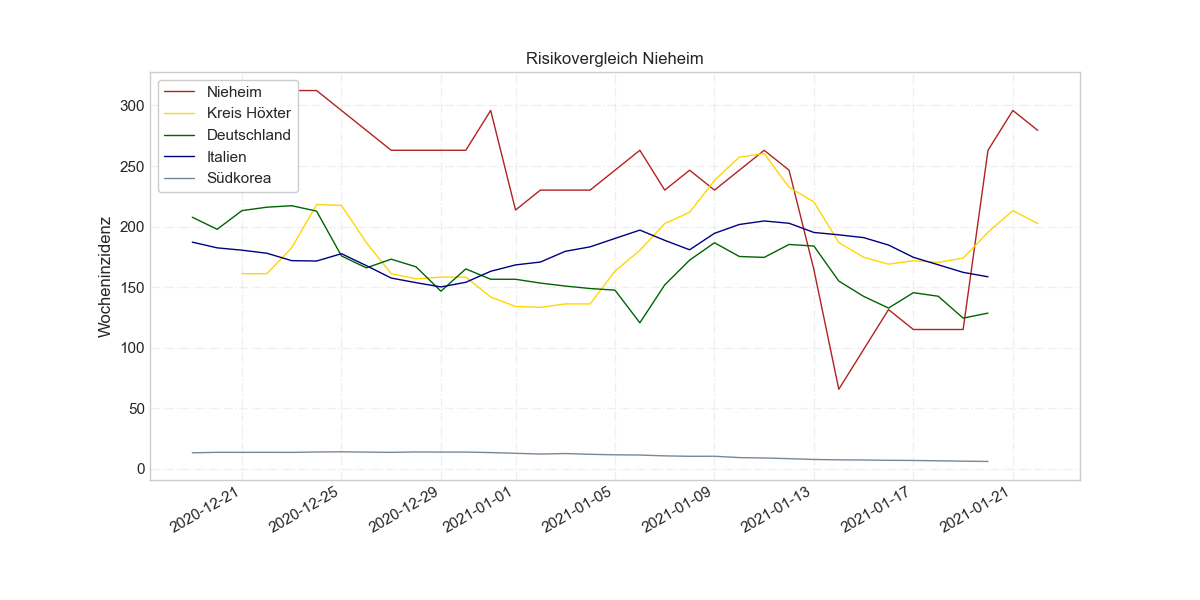 Risikovergleich Nieheim
Nieheim
Kreis Höxter
Deutschland
Italien
Südkorea
Wocheninzidenz
300
250
200
150
100
50
0
2020-12-21
2020-12-25
2020-12-29
2021-01-01
2021-01-05
2021-01-09
2021-01-13
2021-01-17
2021-01-21